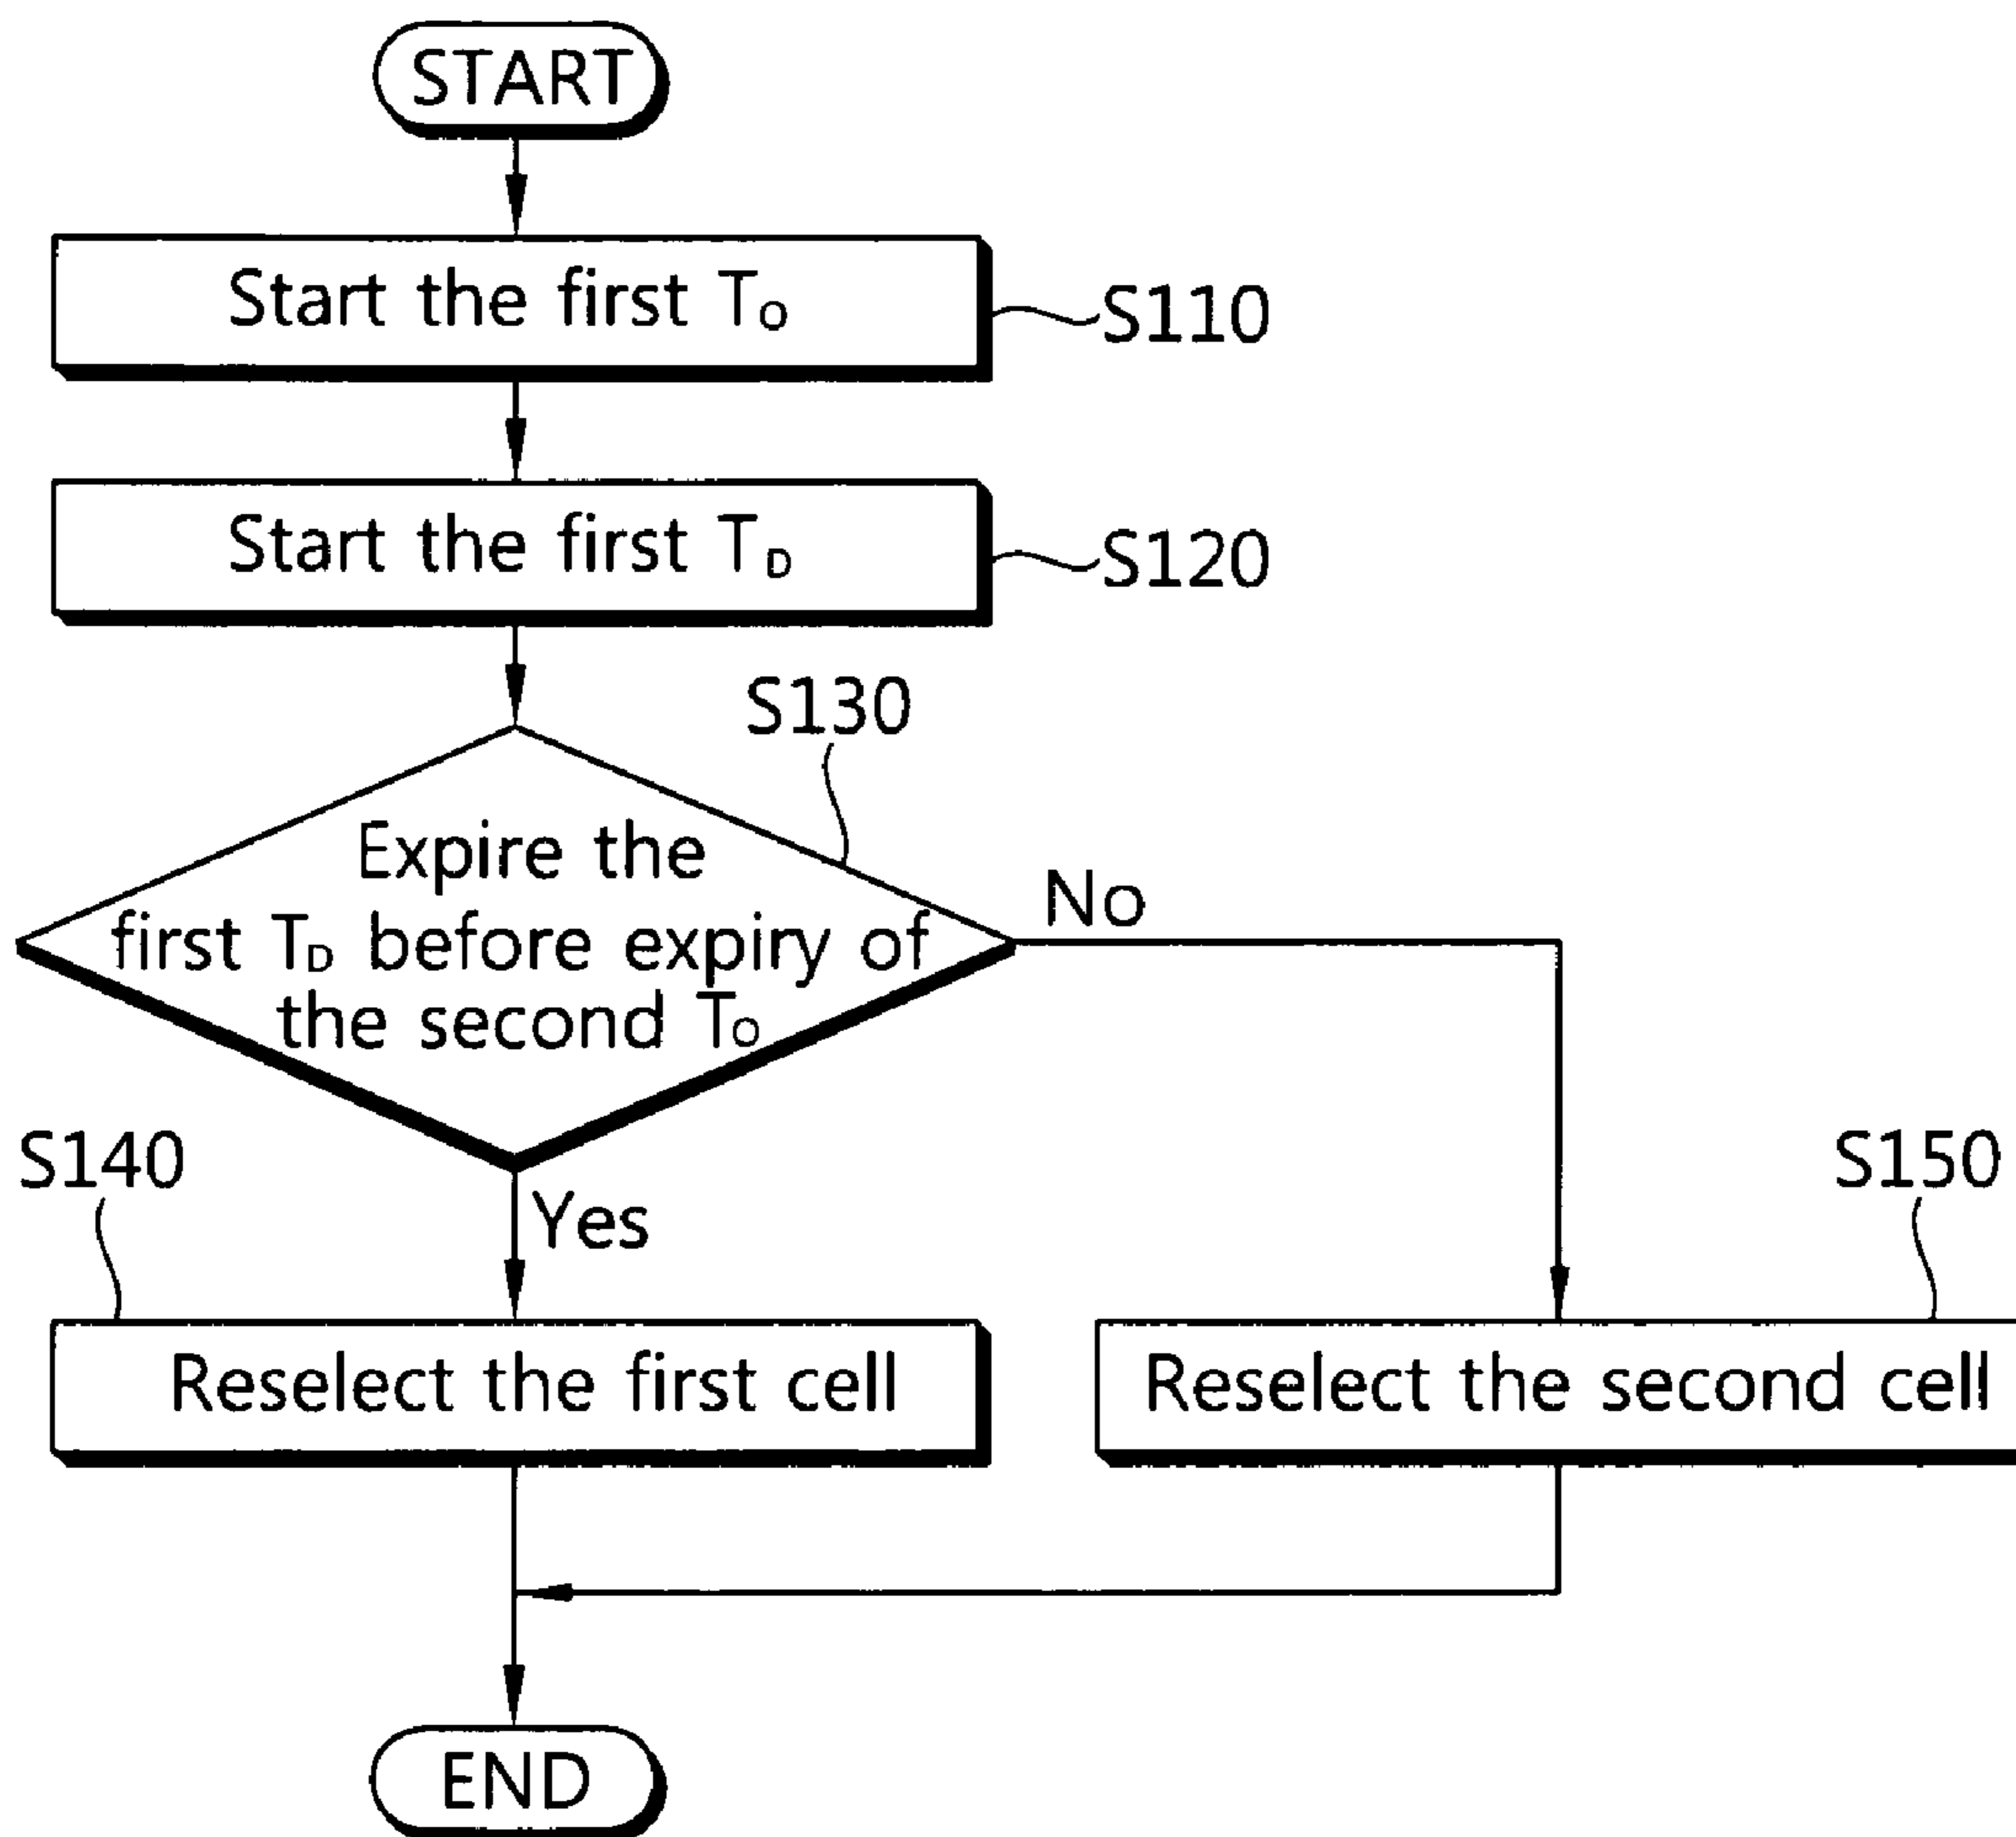 START
Start the first TO
S110
Start the first TD
S120
S130
Expire the
first TD before expiry of
the second TO
No
S140
Yes
S150
Reselect the first cell
Reselect the second cell
END